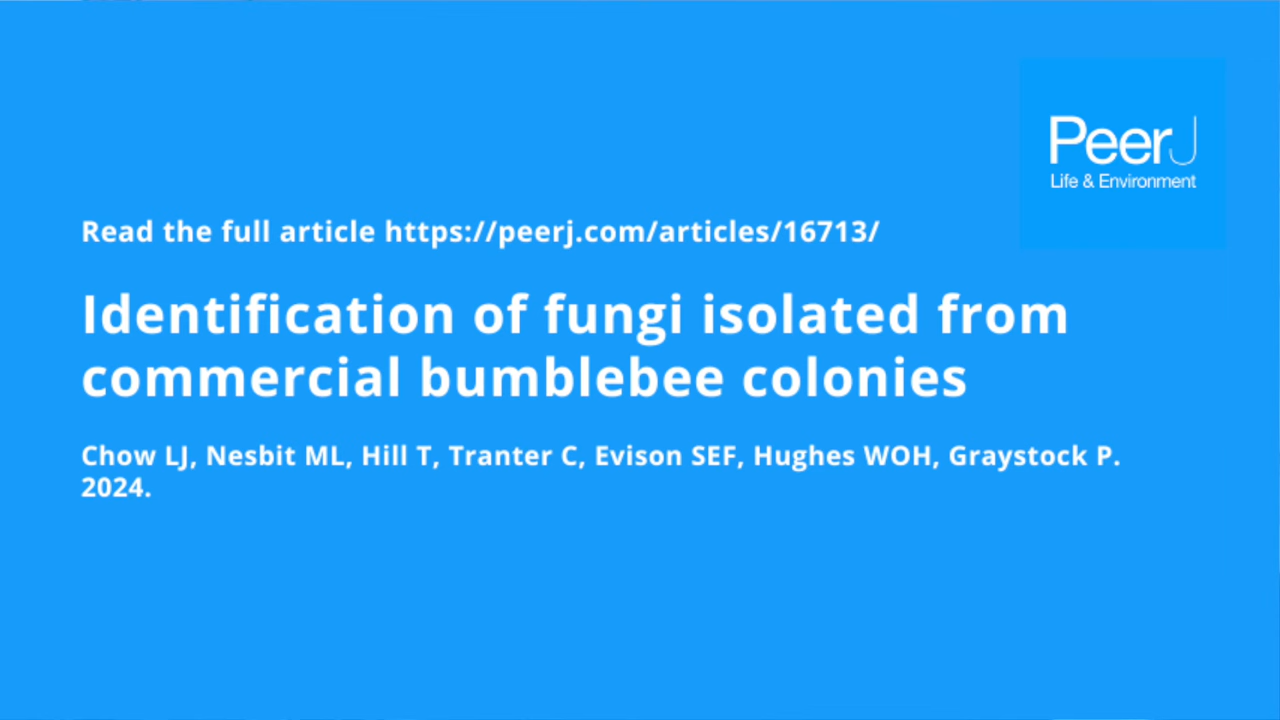 PeerJ
Life & Environment
Read the full article https://peerj.com/articles/16713/
Identification of fungi isolated from
commercial bumblebee colonies
Chow LJ, Nesbit ML, Hill T, Tranter C, Evison SEF, Hughes WOH, Graystock P.
2024.